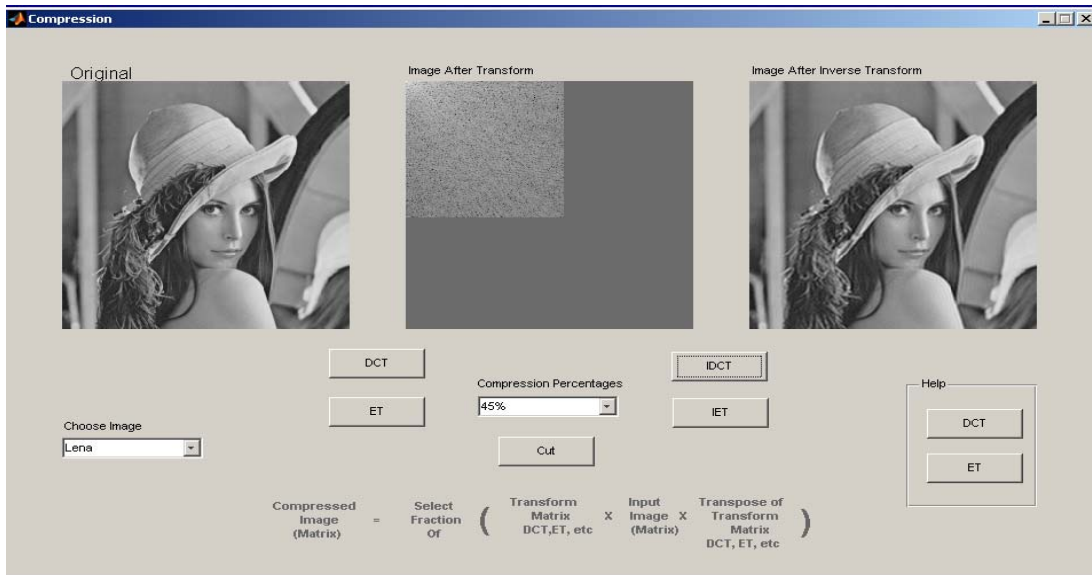 Compression
Original
Image After Transform
Image After Inverse Transform
DCT
IDCT
Compression Percentages
Help
45%
ET
IET
DCT
Choose Image
Lena
Cut
ET
Compressed Image (Matrix) = Select Fraction Of ( Transform Matrix DCT,ET, etc X Input Image (Matrix) X Transpose of Transform Matrix DCT, ET, etc )